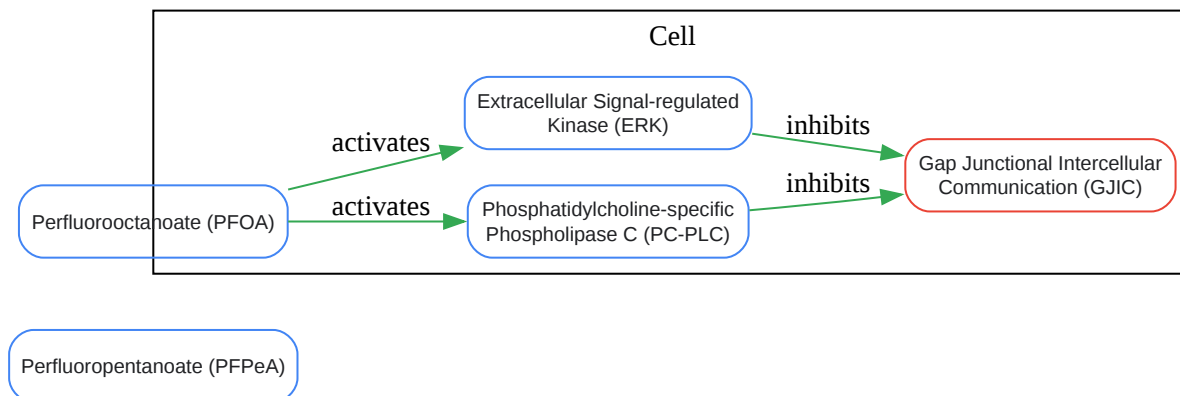 Cell
Extracellular Signal-regulated
Kinase (ERK)
activates
inhibits
Gap Junctional Intercellular
Communication (GJIC)
Perfluorooctanoate (PFOA)
activates
Phosphatidylcholine-specific
Phospholipase C (PC-PLC)
inhibits
Perfluoropentanoate (PFPeA)